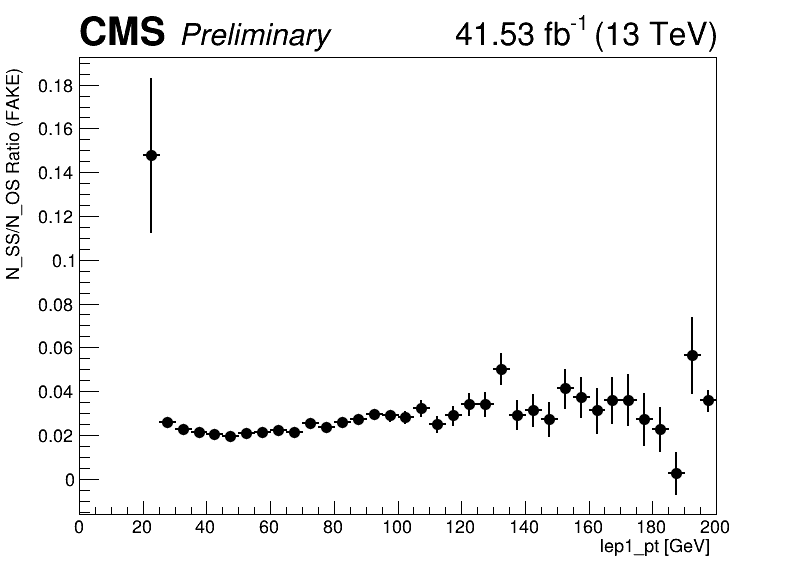 CMS Preliminary 41.53 fb⁻¹ (13 TeV)
N_SS/N_OS Ratio (FAKE)
0.18
0.16
0.14
0.12
0.1
0.08
0.06
0.04
0.02
0
0 20 40 60 80 100 120 140 160 180 200
lep1_pt [GeV]